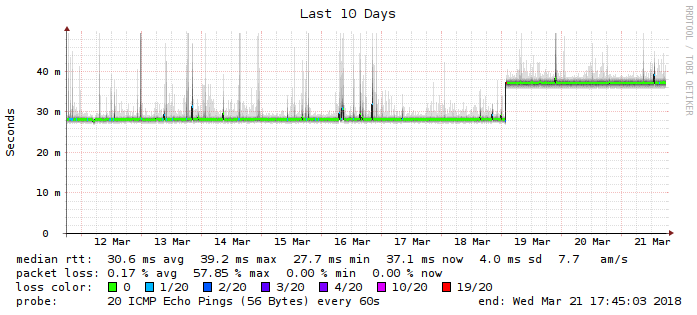 Last 10 Days
RRDTOOL / TOBI OETIKER
Seconds
40 m
30 m
20 m
10 m
0
12 Mar 13 Mar 14 Mar 15 Mar 16 Mar 17 Mar 18 Mar 19 Mar 20 Mar 21 Mar
median rtt: 30.6 ms avg 39.2 ms max 27.7 ms min 37.1 ms now 4.0 ms sd 7.7 am/s
packet loss: 0.17 % avg 57.85 % max 0.00 % min 0.00 % now
loss color: 0 1/20 2/20 3/20 4/20 10/20 19/20
probe: 20 ICMP Echo Pings (56 Bytes) every 60s end: Wed Mar 21 17:45:03 2018